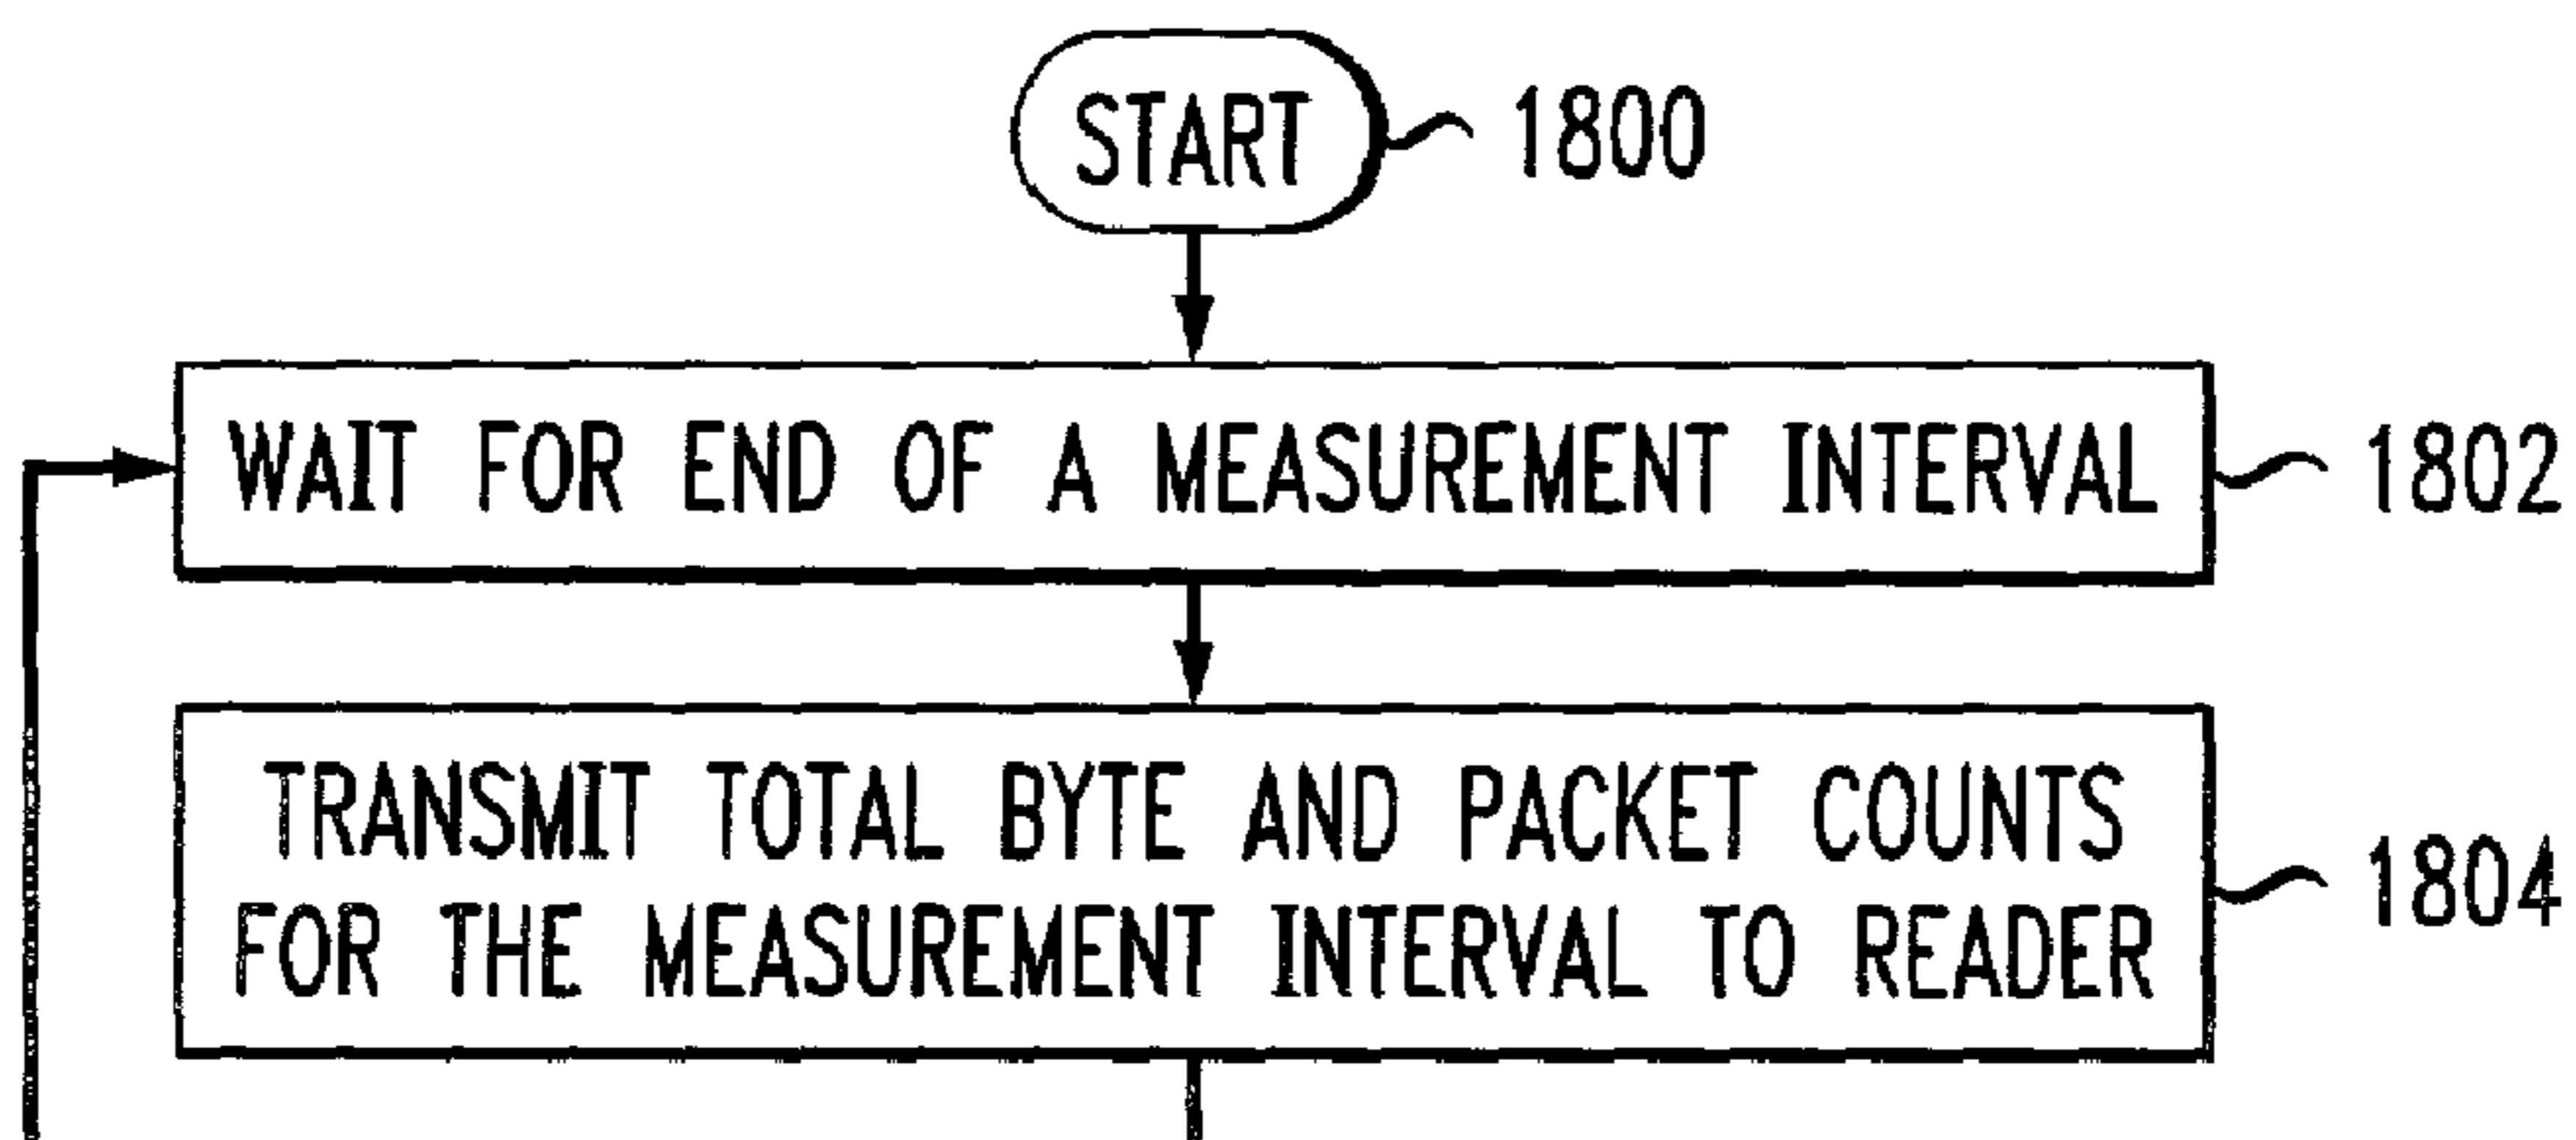 START
1800
WAIT FOR END OF A MEASUREMENT INTERVAL
1802
TRANSMIT TOTAL BYTE AND PACKET COUNTS
FOR THE MEASUREMENT INTERVAL TO READER
1804